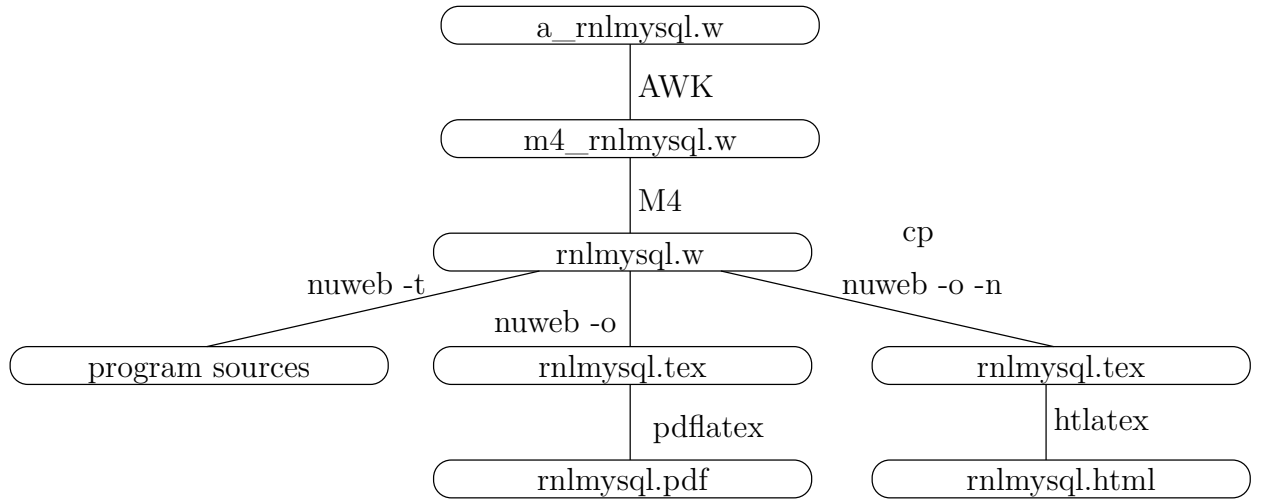 a_rnlmysql.w
AWK
m4_rnlmysql.w
M4
cp
rnlmysql.w
nuweb -t
nuweb -o -n
nuweb -o
program sources
rnlmysql.tex
rnlmysql.tex
pdflatex
htlatex
rnlmysql.pdf
rnlmysql.html